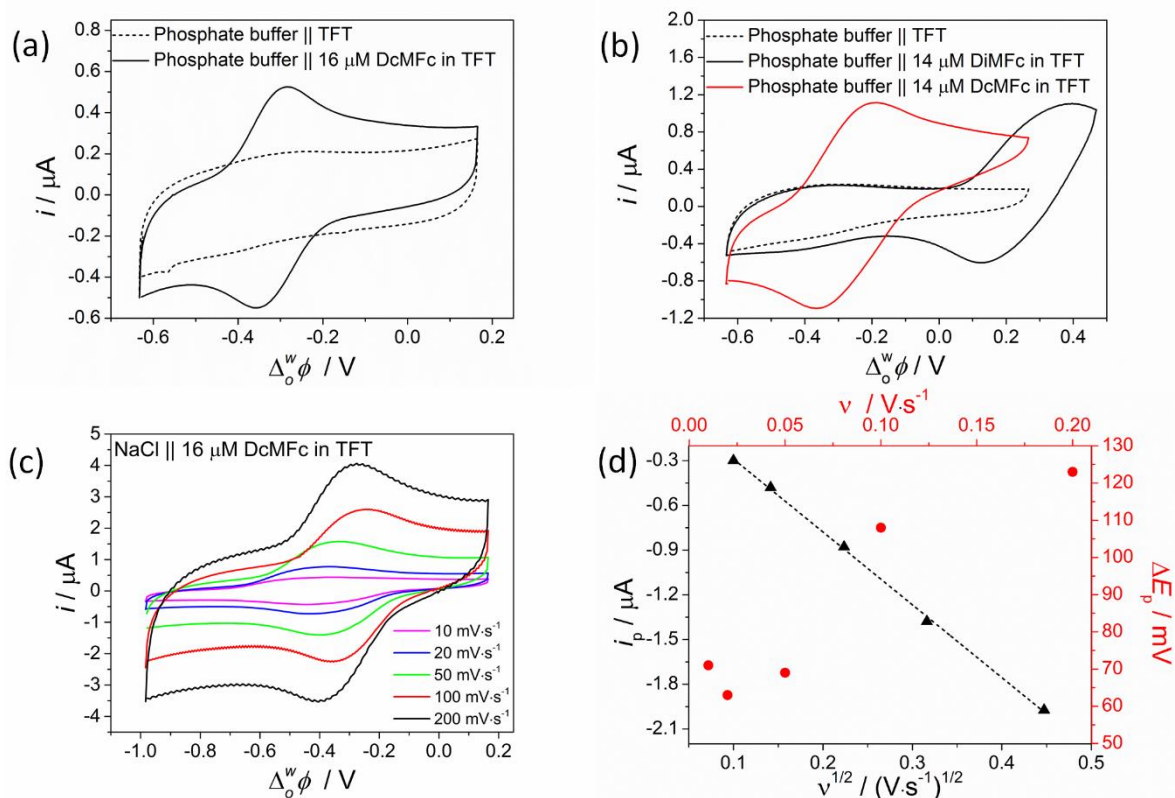 (a)
Phosphate buffer || TFT
Phosphate buffer || 16 μM DcMFc in TFT
i / μA
0.8
0.6
0.4
0.2
0.0
-0.2
-0.4
-0.6
-0.6 -0.4 -0.2 0.0
Δ_o^w ϕ / V
(b)
Phosphate buffer || TFT
Phosphate buffer || 14 μM DiMFc in TFT
Phosphate buffer || 14 μM DcMFc in TFT
i / μA
2.0
1.6
1.2
0.8
0.4
0.0
-0.4
-0.8
-1.2
-0.6 -0.4 -0.2 0.0 0.2 0.4
Δ_o^w ϕ / V
(c)
NaCl || 16 μM DcMFc in TFT
i / μA
5
4
3
2
1
0
-1
-2
-3
-4
10 mV·s⁻¹
20 mV·s⁻¹
50 mV·s⁻¹
100 mV·s⁻¹
200 mV·s⁻¹
-1.0 -0.8 -0.6 -0.4 -0.2 0.0 0.2
Δ_o^w ϕ / V
(d)
ν / V·s⁻¹
0.00 0.05 0.10 0.15 0.20
i_p / μA
-0.3
-0.6
-0.9
-1.2
-1.5
-1.8
-2.1
130
120
110
100
90
80
70
60
50
ΔE_p / mV
0.1 0.2 0.3 0.4 0.5
ν^1/2 / (V·s⁻¹)^1/2